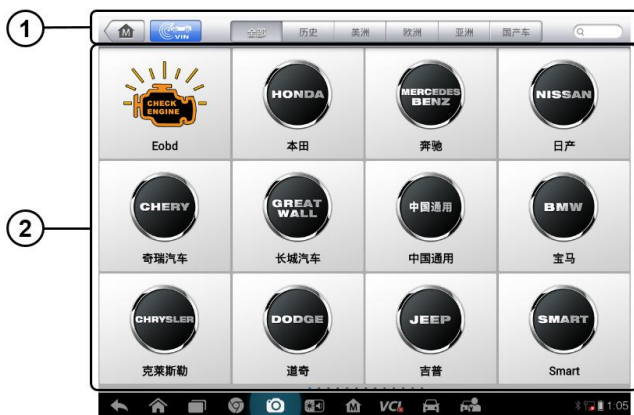 1
M
VIN
全部 历史 美洲 欧洲 亚洲 国产车
2
CHECK ENGINE
HONDA
MERCEDES BENZ
NISSAN
Eobd 本田 奔驰 日产
CHERY
GREAT WALL
中国通用
BMW
奇瑞汽车 长城汽车 中国通用 宝马
CHRYSLER DODGE JEEP SMART
克莱斯勒 道奇 吉普 Smart
M VCI 1:05